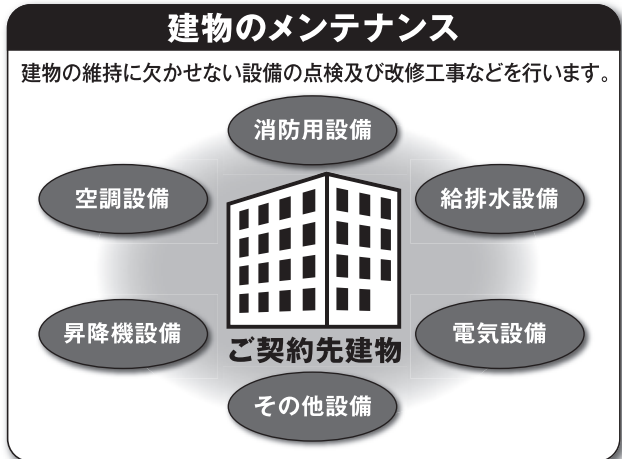 建物のメンテナンス
建物の維持に欠かせない設備の点検及び改修工事などを行います。
消防用設備
空調設備
給排水設備
昇降機設備
電気設備
ご契約先建物
その他設備